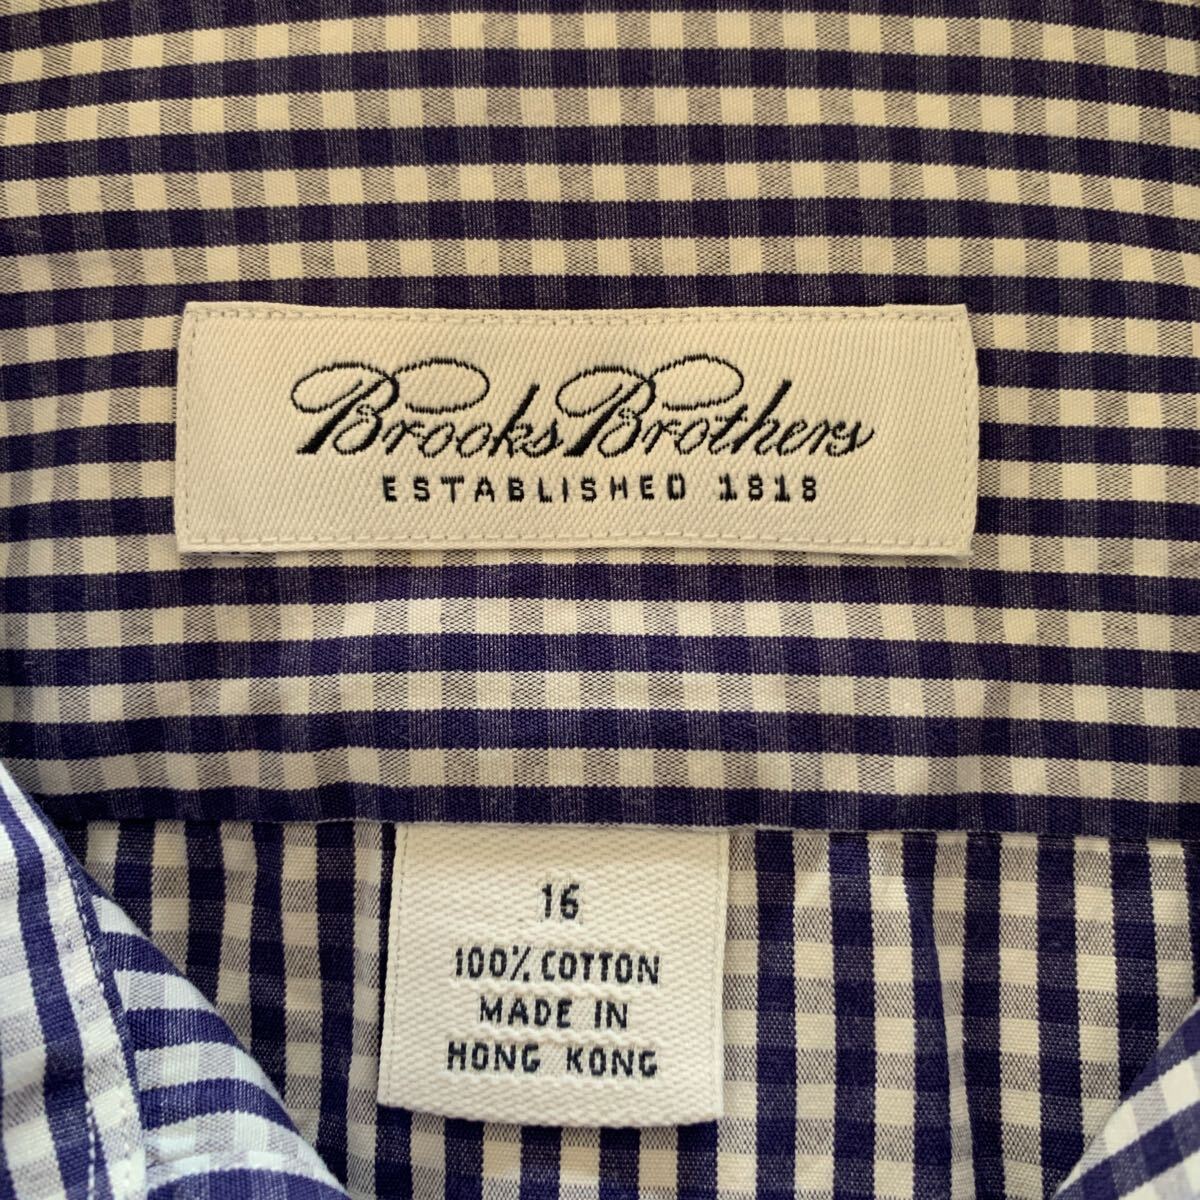 Brooks Brothers
ESTABLISHED 1818
16
100% COTTON
MADE IN
HONG KONG